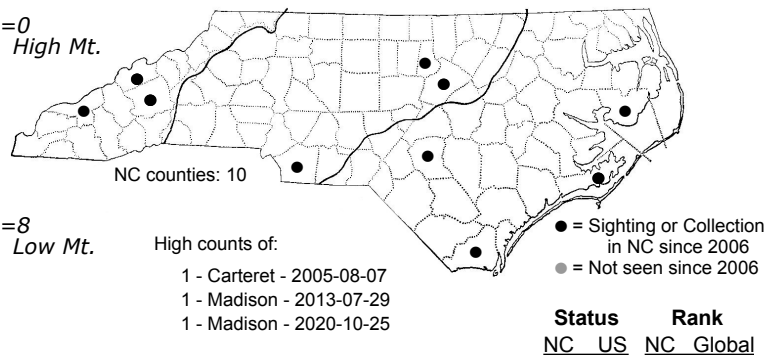 =0
High Mt.
NC counties: 10
=8
Low Mt.
High counts of:
1 - Carteret - 2005-08-07
1 - Madison - 2013-07-29
1 - Madison - 2020-10-25
= Sighting or Collection
in NC since 2006
= Not seen since 2006
Status Rank
NC US NC Global